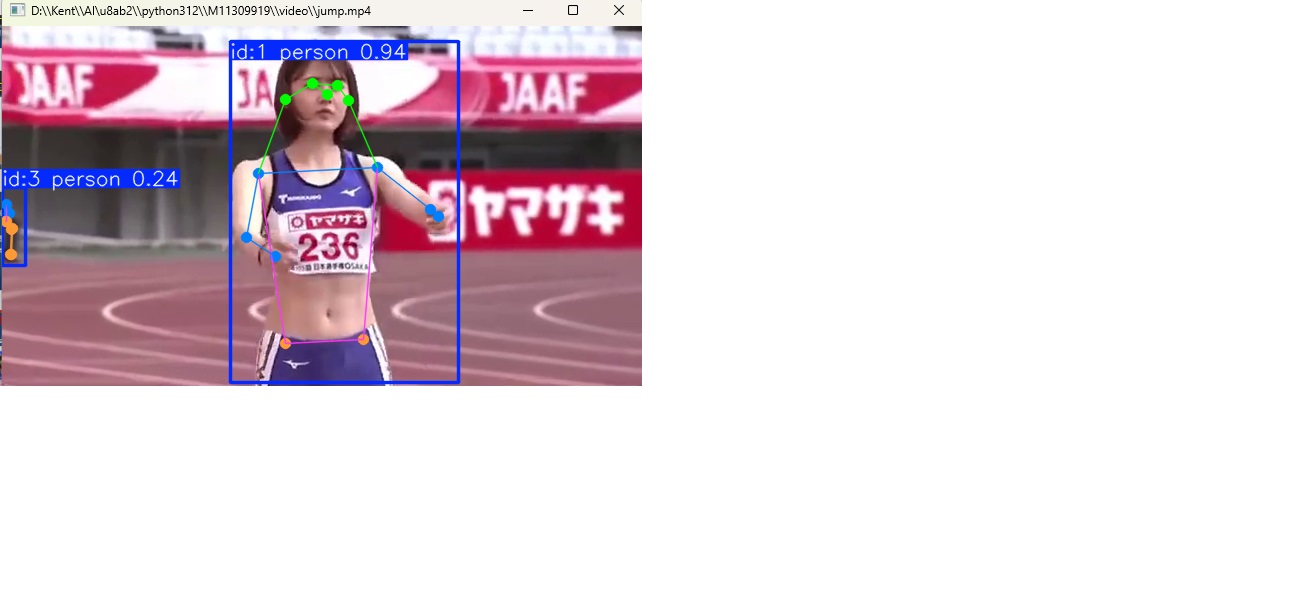 D:\\Kent\\AI\u8ab2\\python312\\M11309919\\video\\jump.mp4
id:1 person 0.94
JAAF
JA
JAAF
id:3 person 0.24
ヤマザキ
ヤマザキ
236